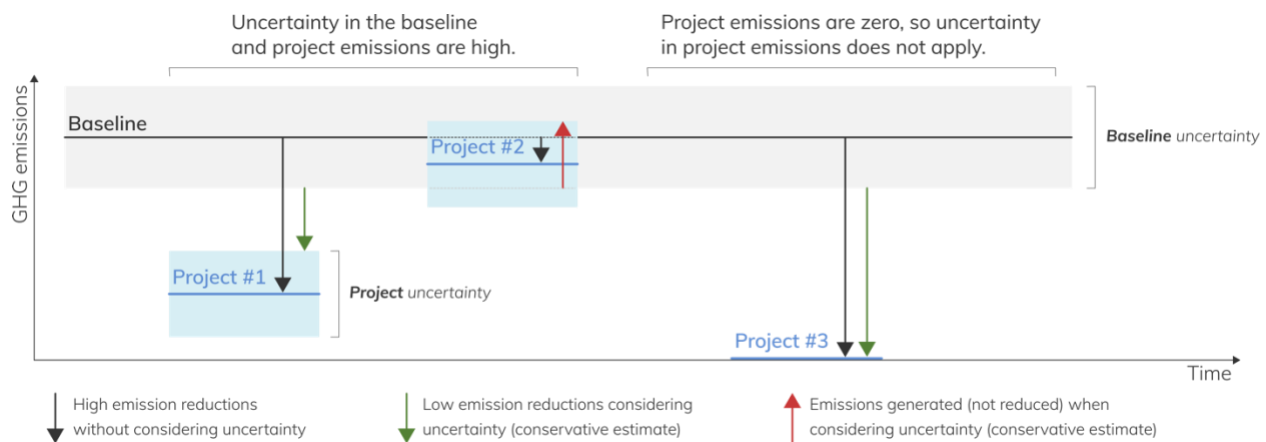 Uncertainty in the baseline
and project emissions are high.
Project emissions are zero, so uncertainty
in project emissions does not apply.
GHG emissions
Baseline
Project #2
Baseline uncertainty
Project #1
Project uncertainty
Project #3
Time
High emission reductions
without considering uncertainty
Low emission reductions considering
uncertainty (conservative estimate)
Emissions generated (not reduced) when
considering uncertainty (conservative estimate)